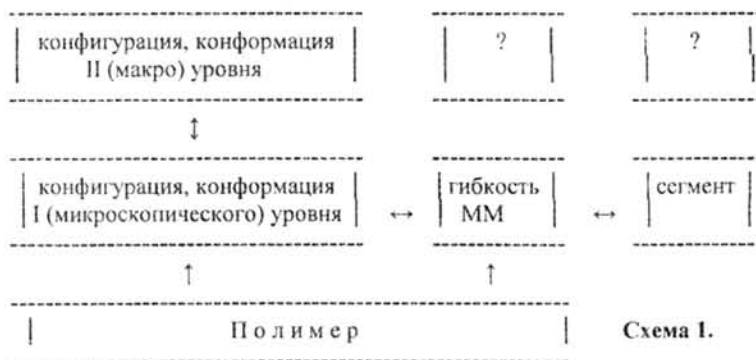 конфигурация, конформация ? ?
II (макро) уровня
↕
конфигурация, конформация гибкость сегмент
I (микроскопического) уровня ↔ ММ ↔
↑ ↑
Полимер Схема 1.